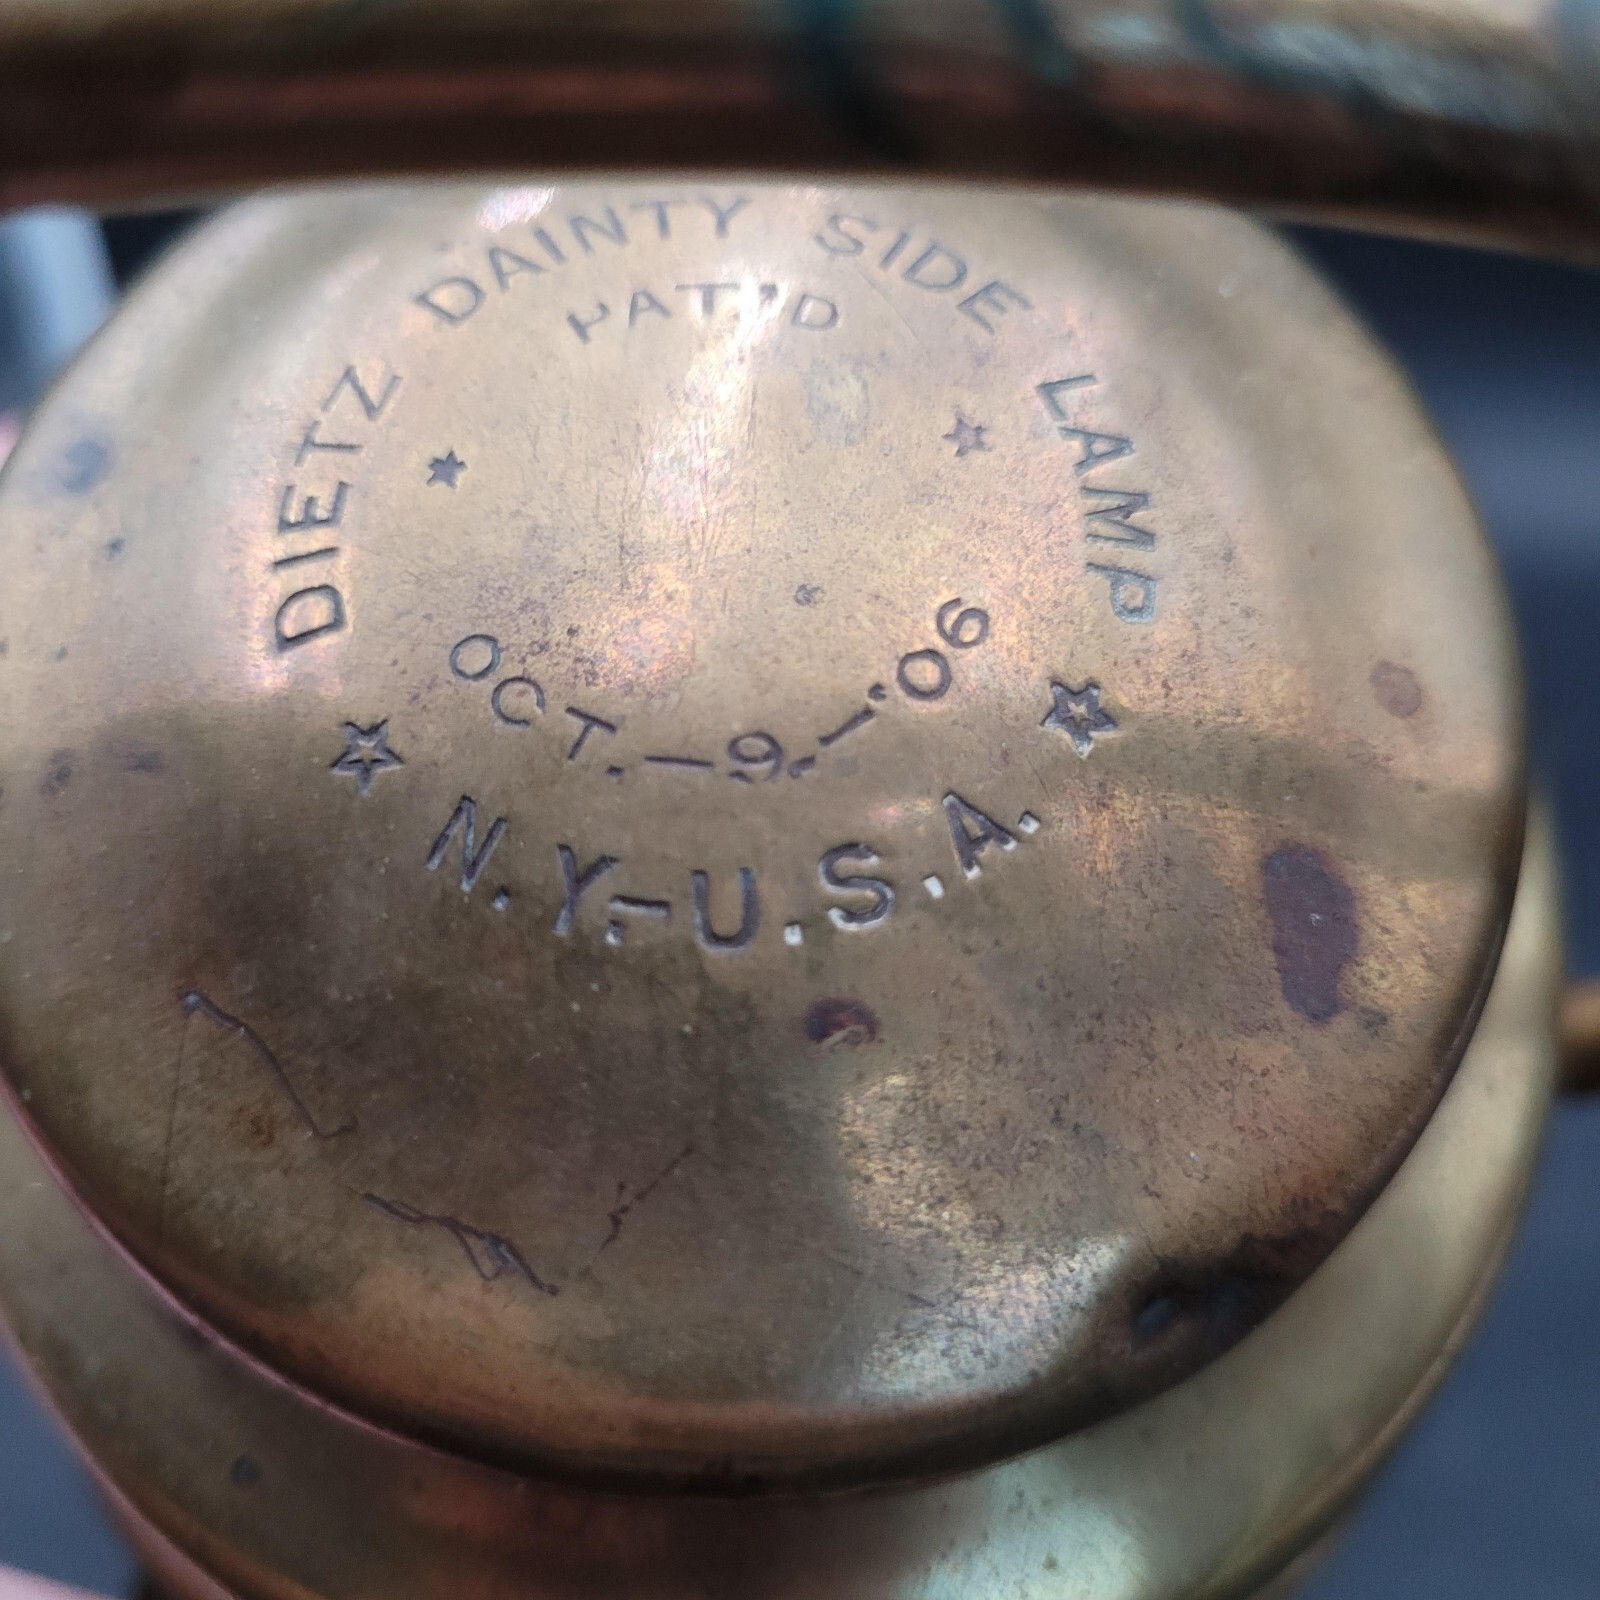 DIETZ DAINTY SIDE LAMP
PAT'D
OCT.-9.-'06
N.Y.-U.S.A.